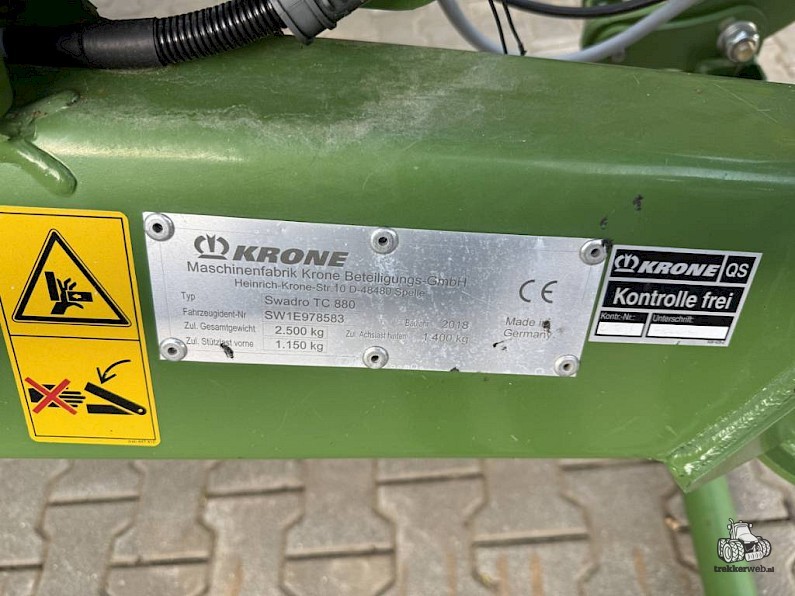 KRONE
Maschinenfabrik Krone Beteiligungs-GmbH
Heinrich-Krone-Str 10 D-48480 Spelle
Typ Swadro TC 880
Fahrzeugident-Nr SW1E978583
Baujahr 2018
Zul. Gesamtgewicht 2.500 kg
Zul. Achslast hinten 1.400 kg
Zul. Stützlast vorne 1.150 kg
CE
Made in
Germany
KRONE QS
Kontrolle frei
Kontr.-Nr.: Unterschrift:
trekkerweb.nl